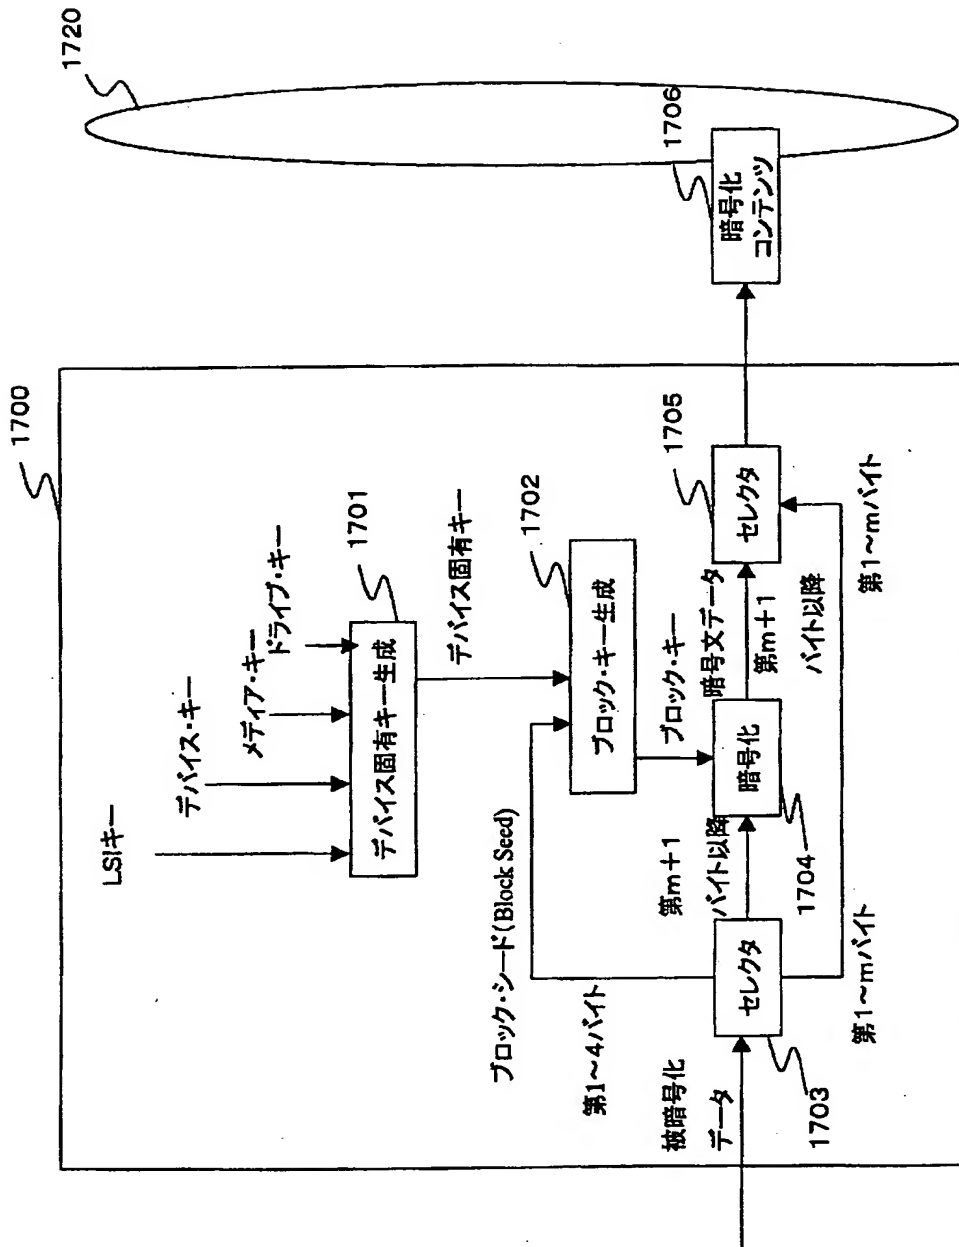 1700
1720
LSIキー
デバイス・キー
メディア・キー
ドライブ・キー
1701
デバイス固有キー生成
デバイス固有キー
1702
ブロック・シード(Block Seed)
第1~4バイト
ブロック・キー生成
ブロック・キー
被暗号化
データ
1703
セレクタ
第m+1
バイト以降
1704
暗号化
暗号文データ
第m+1
バイト以降
1705
セレクタ
第1~mバイト
第1~mバイト
1706
暗号化
コンテンツ